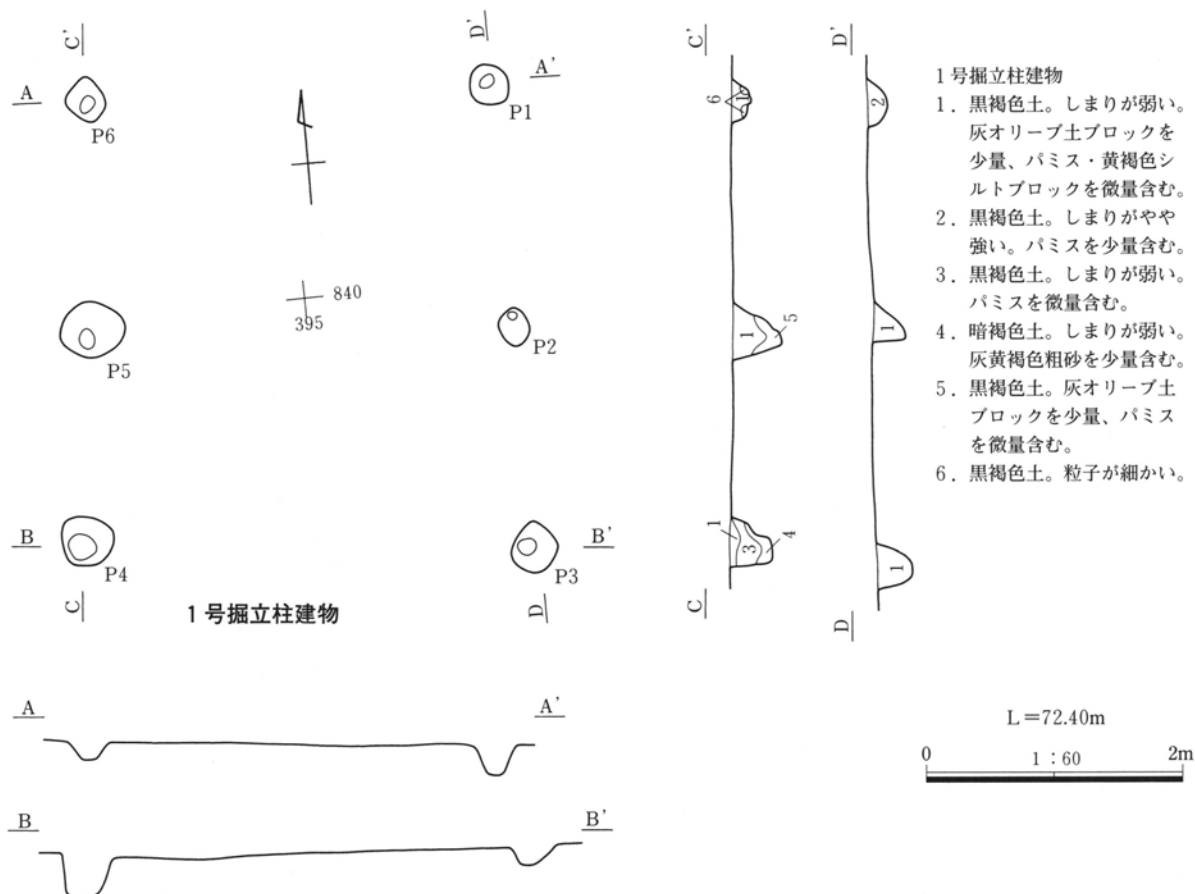 C'
D'
A
A'
P6
P1
840
395
P5
P2
B
B'
P4
P3
C
D
1号掘立柱建物
C'
6
1
1
5
1
3
4
C
D'
2
1
1
D
1号掘立柱建物
1．黒褐色土。しまりが弱い。
灰オリーブ土ブロックを
少量、パミス・黄褐色シ
ルトブロックを微量含む。
2．黒褐色土。しまりがやや
強い。パミスを少量含む。
3．黒褐色土。しまりが弱い。
パミスを微量含む。
4．暗褐色土。しまりが弱い。
灰黄褐色粗砂を少量含む。
5．黒褐色土。灰オリーブ土
ブロックを少量、パミス
を微量含む。
6．黒褐色土。粒子が細かい。
A
A'
B
B'
L＝72.40m
0
1：60
2m